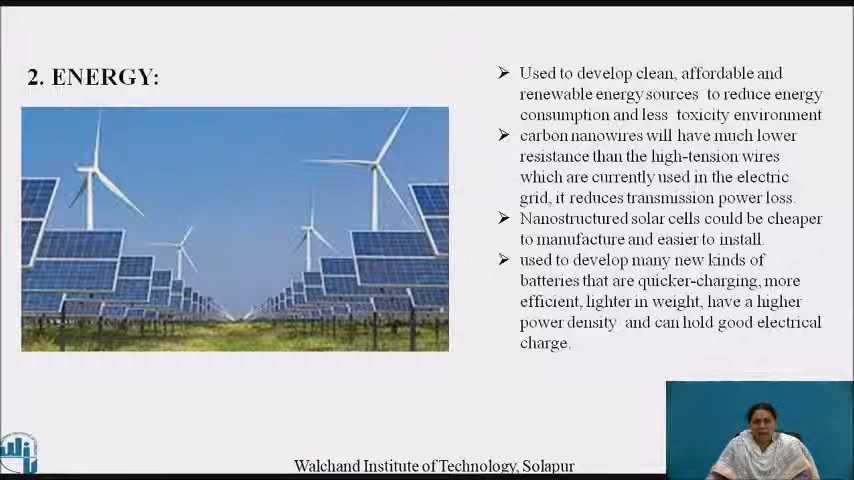 2. ENERGY:
➢ Used to develop clean, affordable and
renewable energy sources to reduce energy
consumption and less toxicity environment
➢ carbon nanowires will have much lower
resistance than the high-tension wires
which are currently used in the electric
grid, it reduces transmission power loss.
➢ Nanostructured solar cells could be cheaper
to manufacture and easier to install.
➢ used to develop many new kinds of
batteries that are quicker-charging, more
efficient, lighter in weight, have a higher
power density and can hold good electrical
charge.
Walchand Institute of Technology, Solapur